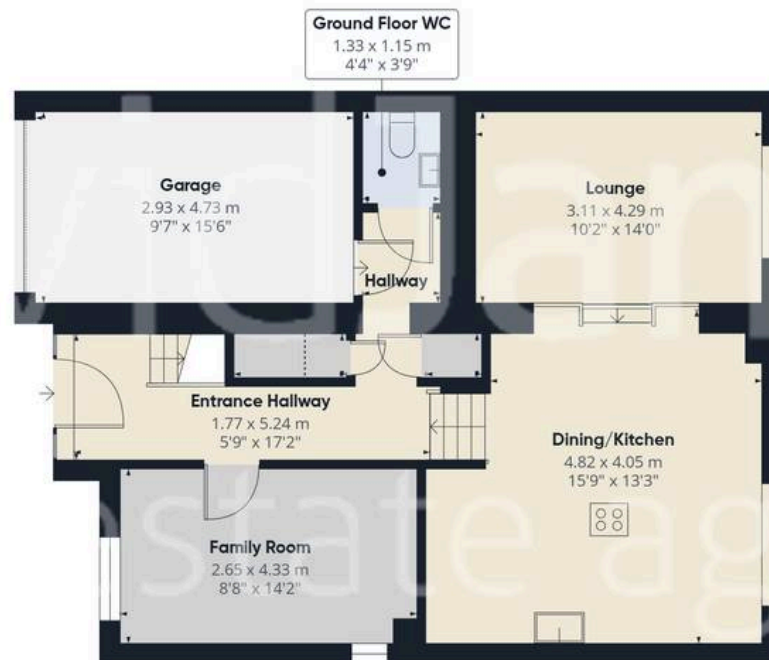 Ground Floor WC
1.33 x 1.15 m
4'4" x 3'9"
Garage
2.93 x 4.73 m
9'7" x 15'6"
Lounge
3.11 x 4.29 m
10'2" x 14'0"
Hallway
Entrance Hallway
1.77 x 5.24 m
5'9" x 17'2"
Dining/Kitchen
4.82 x 4.05 m
15'9" x 13'3"
Family Room
2.65 x 4.33 m
8'8" x 14'2"
estate ag